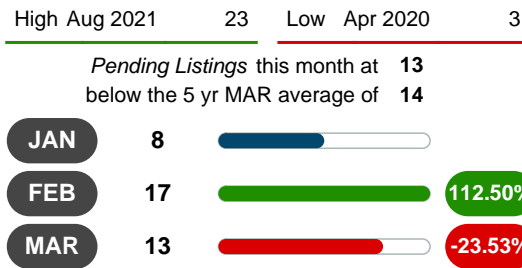 High Aug 2021 23 Low Apr 2020 3
Pending Listings this month at 13
below the 5 yr MAR average of 14
JAN 8
FEB 17 112.50%
MAR 13 -23.53%